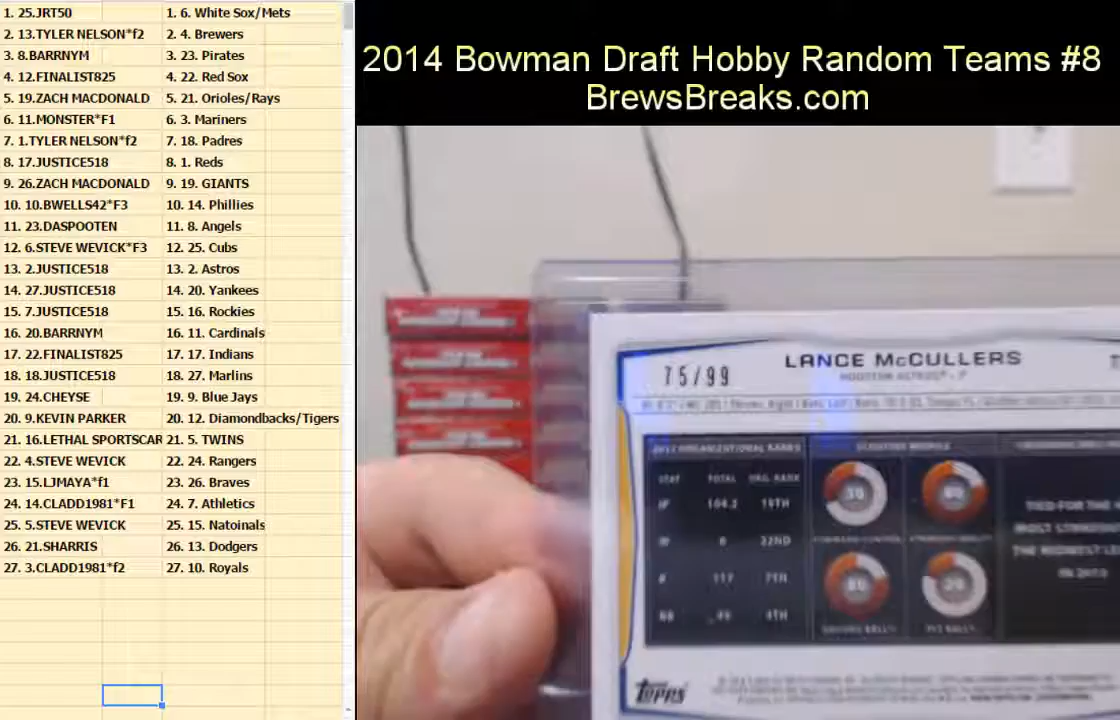 1. 25.JRT50 1. 6. White Sox/Mets
2. 13.TYLER NELSON*f2 2. 4. Brewers
3. 8.BARRNYM 3. 23. Pirates
4. 12.FINALIST825 4. 22. Red Sox
5. 19.ZACH MACDONALD 5. 21. Orioles/Rays
6. 11.MONSTER*F1 6. 3. Mariners
7. 1.TYLER NELSON*f2 7. 18. Padres
8. 17.JUSTICE518 8. 1. Reds
9. 26.ZACH MACDONALD 9. 19. GIANTS
10. 10.BWELLS42*F3 10. 14. Phillies
11. 23.DASPOOTEN 11. 8. Angels
12. 6.STEVE WEVICK*F3 12. 25. Cubs
13. 2.JUSTICE518 13. 2. Astros
14. 27.JUSTICE518 14. 20. Yankees
15. 7.JUSTICE518 15. 16. Rockies
16. 20.BARRNYM 16. 11. Cardinals
17. 22.FINALIST825 17. 17. Indians
18. 18.JUSTICE518 18. 27. Marlins
19. 24.CHEYSE 19. 9. Blue Jays
20. 9.KEVIN PARKER 20. 12. Diamondbacks/Tigers
21. 16.LETHAL SPORTSCAR 21. 5. TWINS
22. 4.STEVE WEVICK 22. 24. Rangers
23. 15.LJMAYA*f1 23. 26. Braves
24. 14.CLADD1981*F1 24. 7. Athletics
25. 5.STEVE WEVICK 25. 15. Natoinals
26. 21.SHARRIS 26. 13. Dodgers
27. 3.CLADD1981*f2 27. 10. Royals
2014 Bowman Draft Hobby Random Teams #8
BrewsBreaks.com
75/99
LANCE McCULLERS
HOUSTON ASTROS
STAT TOTAL ORG. RANK
IP 104.2 19TH
W 6 22ND
K 117 7TH
Topps